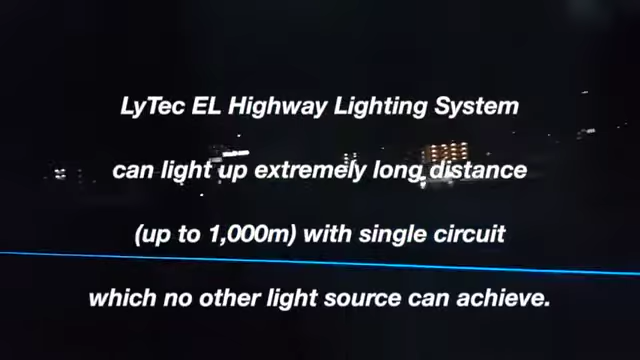 LyTec EL Highway Lighting System
can light up extremely long distance
(up to 1,000m) with single circuit
which no other light source can achieve.